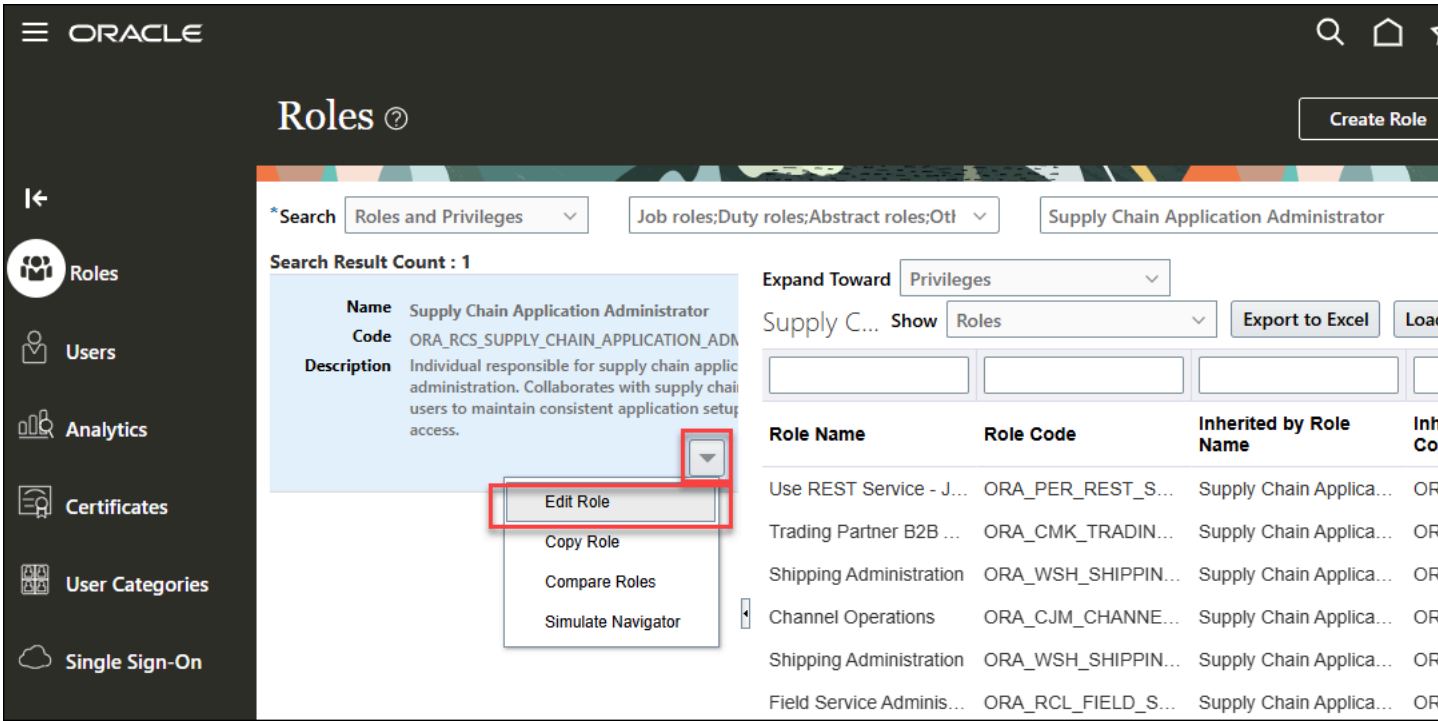 ORACLE
Roles ?
Create Role
*Search Roles and Privileges Job roles;Duty roles;Abstract roles;Otl Supply Chain Application Administrator
Search Result Count : 1
Name Supply Chain Application Administrator
Code ORA_RCS_SUPPLY_CHAIN_APPLICATION_ADM
Description Individual responsible for supply chain applic
administration. Collaborates with supply chai
users to maintain consistent application setup
access.
Edit Role
Copy Role
Compare Roles
Simulate Navigator
Roles
Users
Analytics
Certificates
User Categories
Single Sign-On
Expand Toward Privileges
Supply C... Show Roles Export to Excel Load
Role Name Role Code Inherited by Role Inh
Name Co
Use REST Service - J... ORA_PER_REST_S... Supply Chain Applica... OR
Trading Partner B2B ... ORA_CMK_TRADIN... Supply Chain Applica... OR
Shipping Administration ORA_WSH_SHIPPIN... Supply Chain Applica... OR
Channel Operations ORA_CJM_CHANNE... Supply Chain Applica... OR
Shipping Administration ORA_WSH_SHIPPIN... Supply Chain Applica... OR
Field Service Adminis... ORA_RCL_FIELD_S... Supply Chain Applica... OR